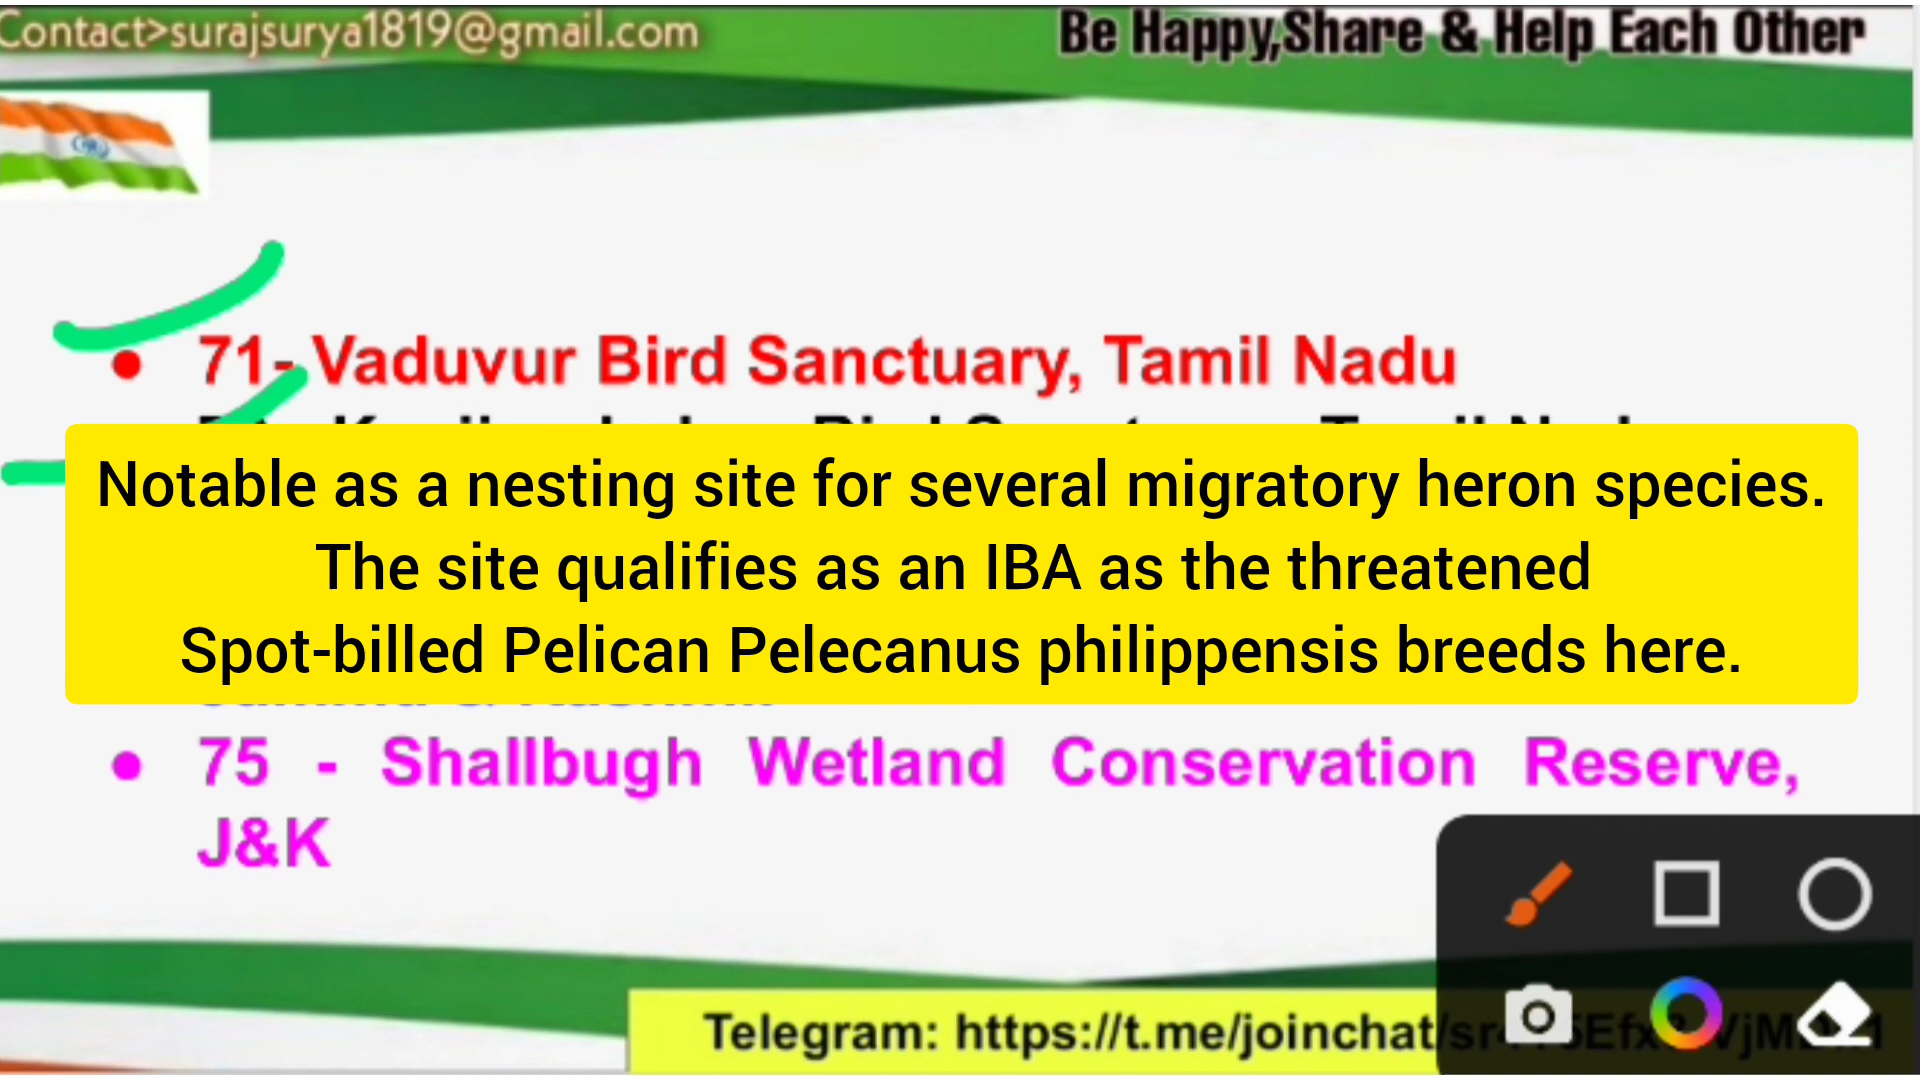 Contact>surajsurya1819@gmail.com
Be Happy,Share & Help Each Other
71- Vaduvur Bird Sanctuary, Tamil Nadu
Bird Tamil
Notable as a nesting site for several migratory heron species.
The site qualifies as an IBA as the threatened
Spot-billed Pelican Pelecanus philippensis breeds here.
75 - Shallbugh Wetland Conservation Reserve,
J&K
Telegram: https://t.me/joinchat/